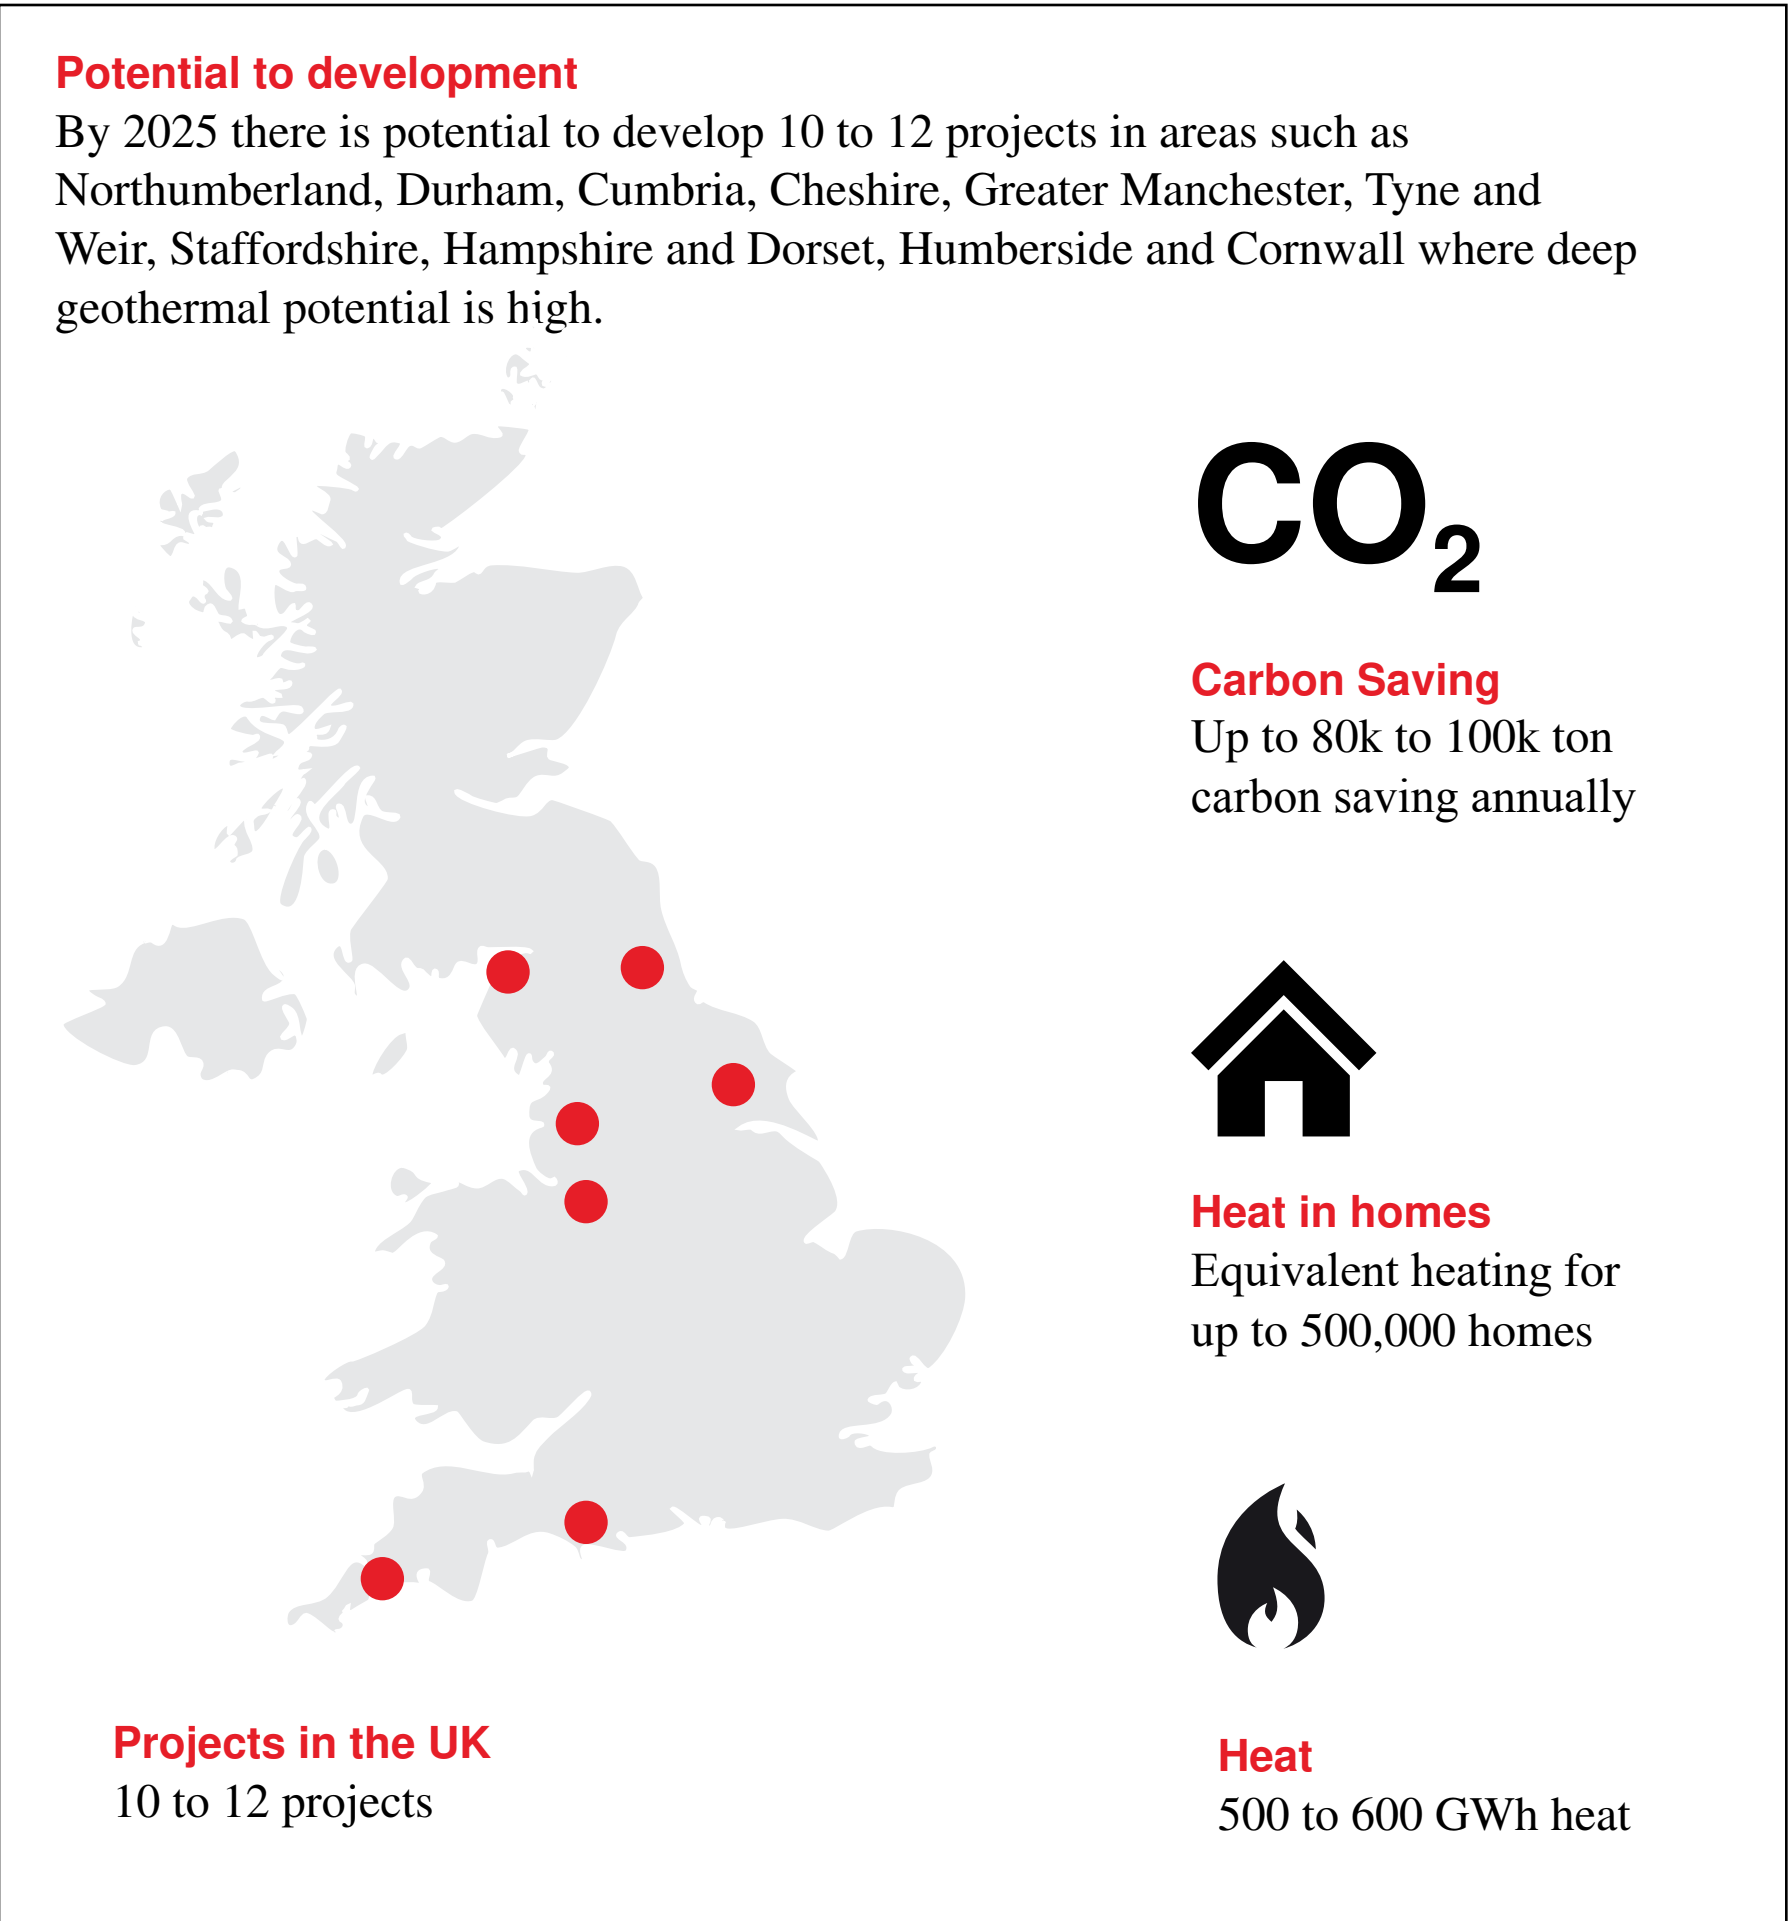 Potential to development
By 2025 there is potential to develop 10 to 12 projects in areas such as
Northumberland, Durham, Cumbria, Cheshire, Greater Manchester, Tyne and
Weir, Staffordshire, Hampshire and Dorset, Humberside and Cornwall where deep
geothermal potential is high.
CO₂
Carbon Saving
Up to 80k to 100k ton
carbon saving annually
Heat in homes
Equivalent heating for
up to 500,000 homes
Projects in the UK
10 to 12 projects
Heat
500 to 600 GWh heat